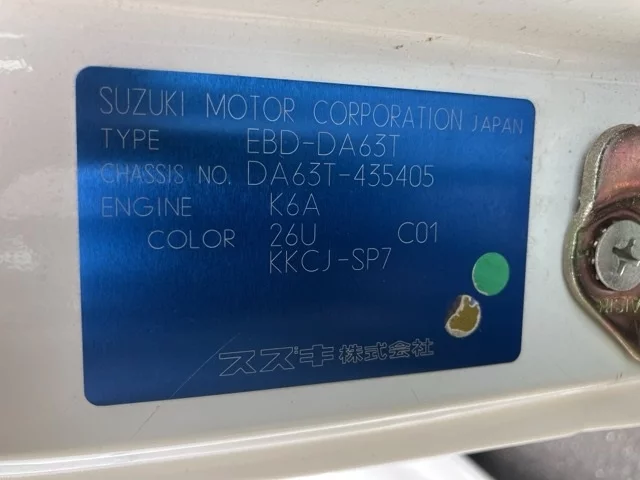 SUZUKI MOTOR CORPORATION JAPAN
TYPE EBD-DA63T
CHASSIS NO. DA63T-435405
ENGINE K6A
COLOR 26U C01
KKCJ-SP7
スズキ株式会社